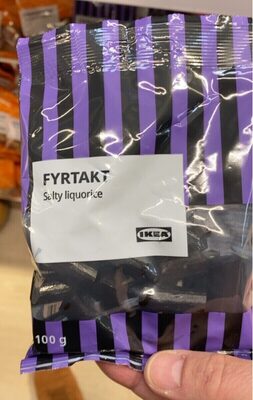 FYRTAKT
Salty liquorice
IKEA
100 g